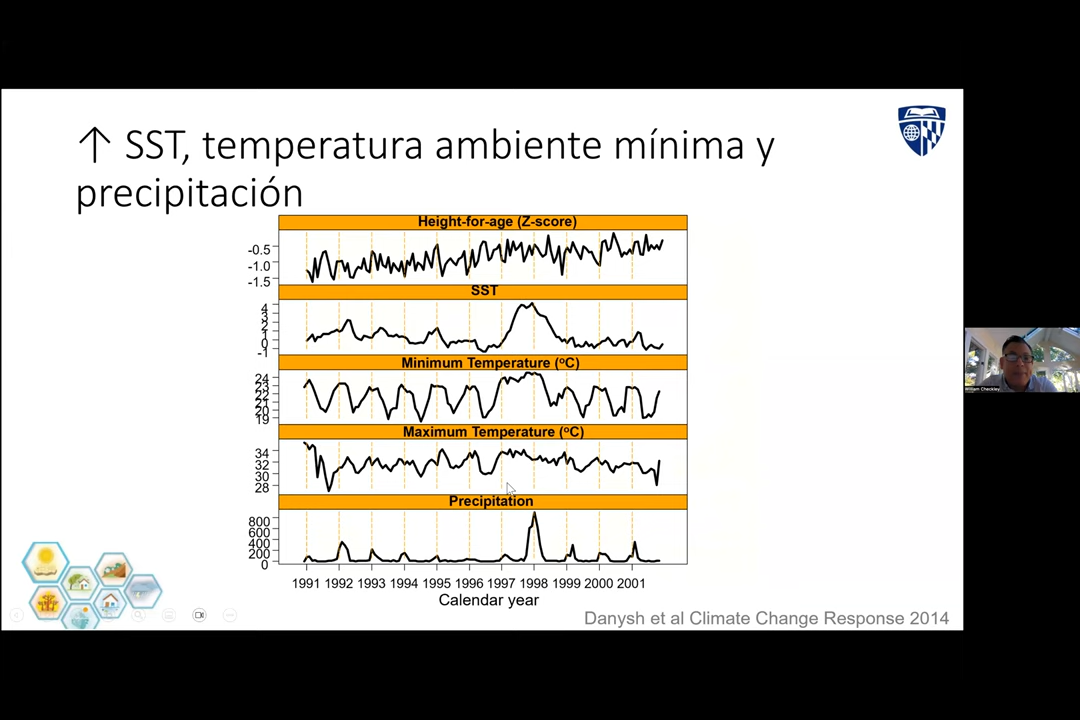 ↑ SST, temperatura ambiente mínima y
precipitación
Height-for-age (Z-score)
-0.5
-1.0
-1.5
SST
4
3
2
1
0
-1
Minimum Temperature (°C)
24
23
22
21
20
19
Maximum Temperature (°C)
34
32
30
28
Precipitation
800
600
400
200
0
1991 1992 1993 1994 1995 1996 1997 1998 1999 2000 2001
Calendar year
Danysh et al Climate Change Response 2014
William Checkley